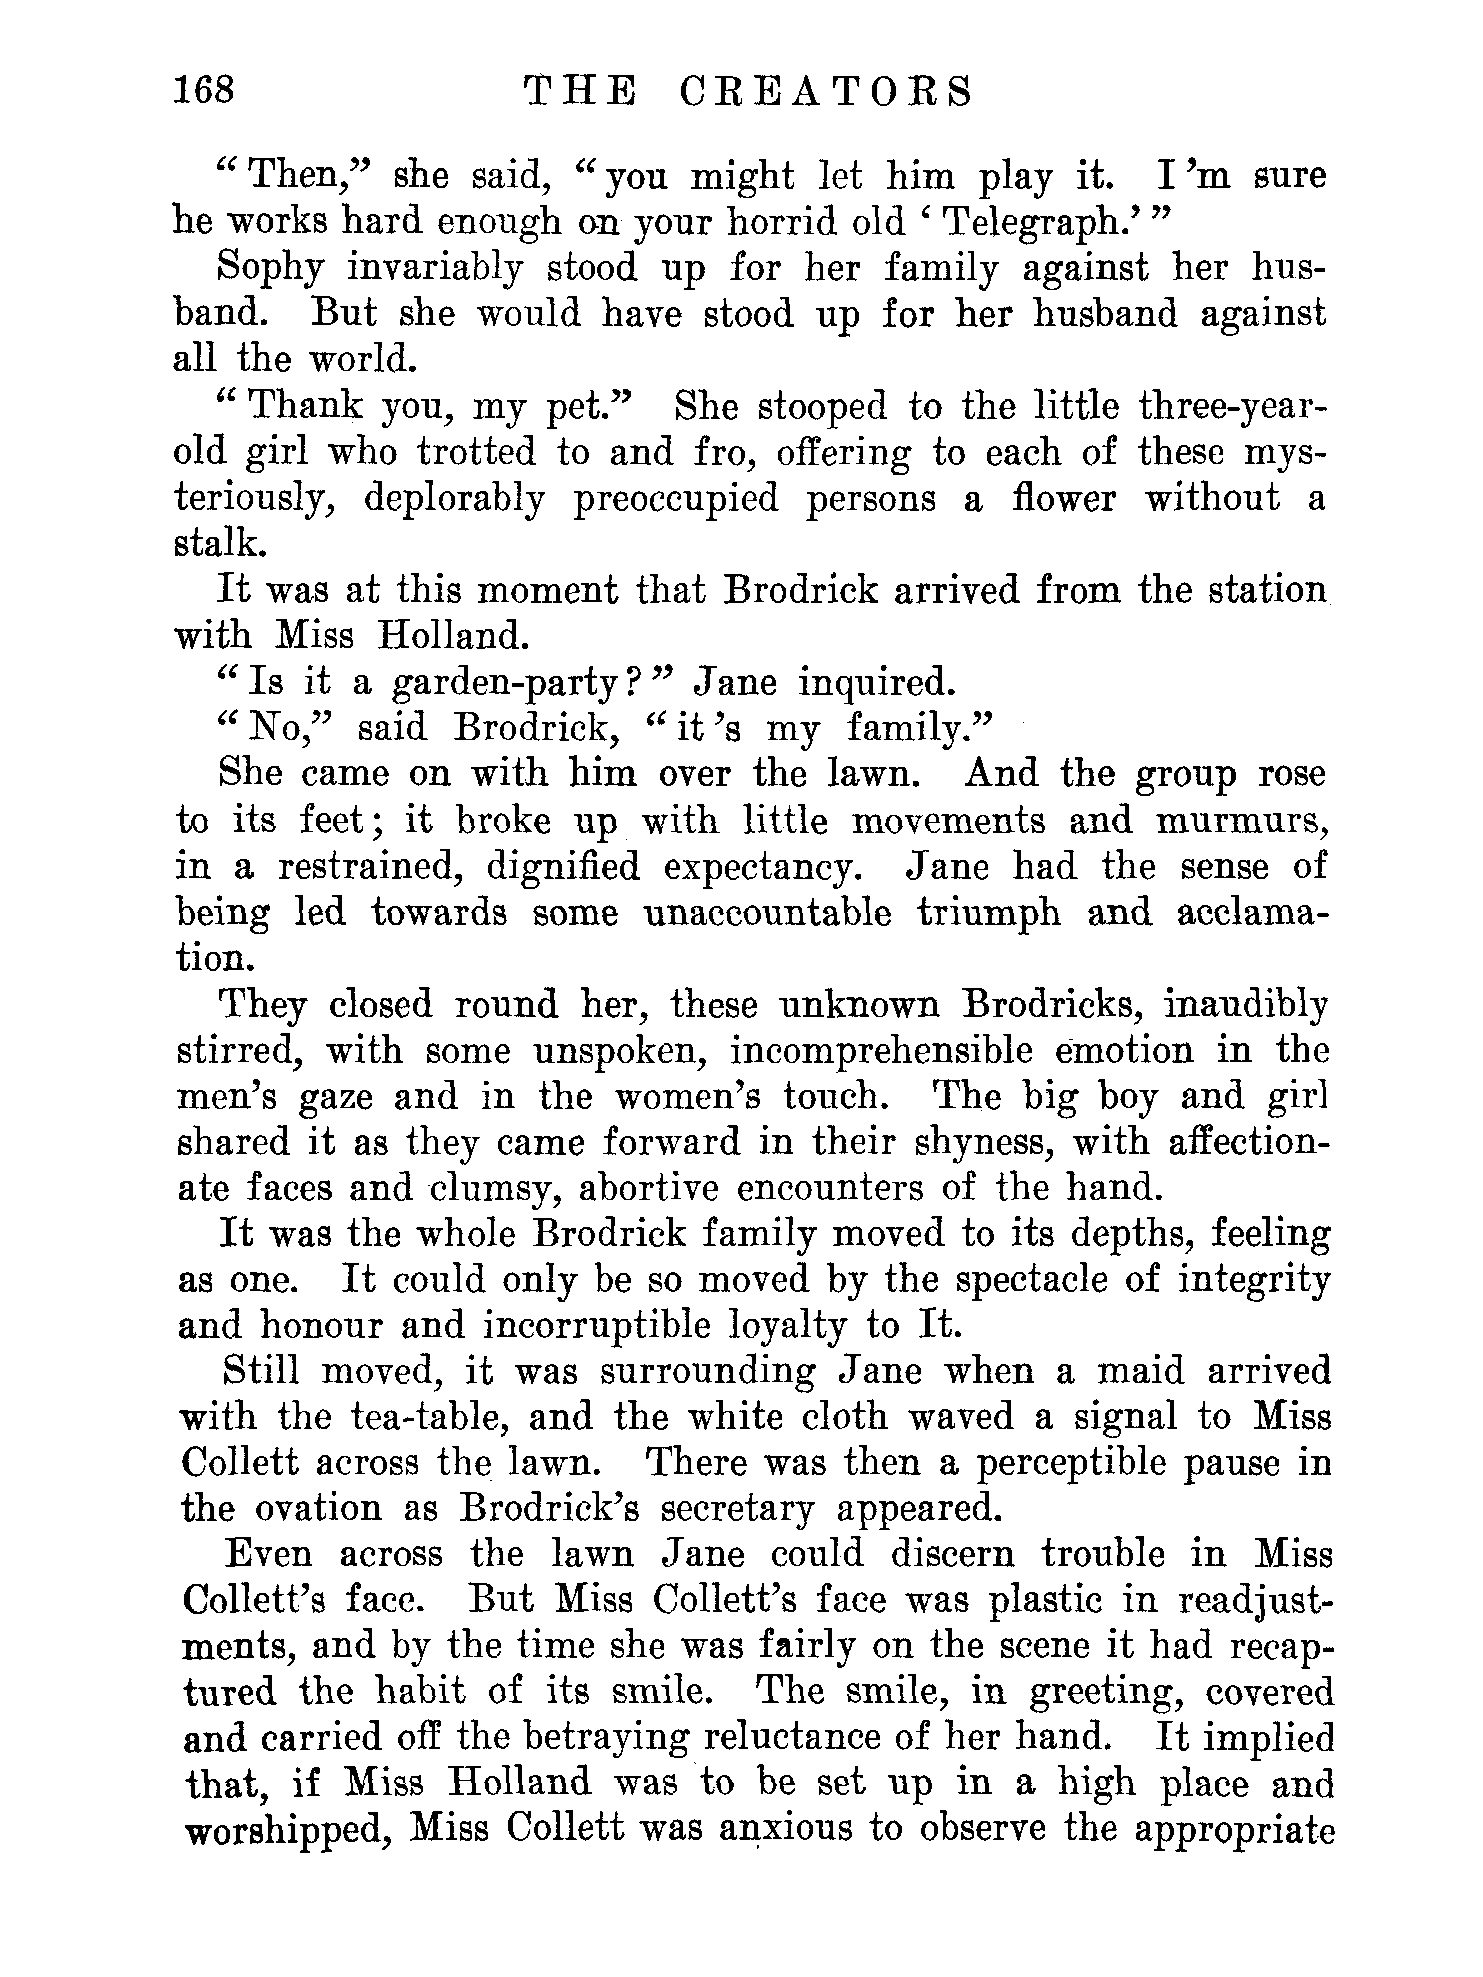 168 THE CREATORS
“Then,” she said, “you might let him play it. I’m sure
he works hard enough on your horrid old ‘Telegraph.’”
Sophy invariably stood up for her family against her hus-
band. But she would have stood up for her husband against
all the world.
“Thank you, my pet.” She stooped to the little three-year-
old girl who trotted to and fro, offering to each of these mys-
teriously, deplorably preoccupied persons a flower without a
stalk.
It was at this moment that Brodrick arrived from the station
with Miss Holland.
“Is it a garden-party?” Jane inquired.
“No,” said Brodrick, “it’s my family.”
She came on with him over the lawn. And the group rose
to its feet; it broke up with little movements and murmurs,
in a restrained, dignified expectancy. Jane had the sense of
being led towards some unaccountable triumph and acclama-
tion.
They closed round her, these unknown Brodricks, inaudibly
stirred, with some unspoken, incomprehensible emotion in the
men’s gaze and in the women’s touch. The big boy and girl
shared it as they came forward in their shyness, with affection-
ate faces and clumsy, abortive encounters of the hand.
It was the whole Brodrick family moved to its depths, feeling
as one. It could only be so moved by the spectacle of integrity
and honour and incorruptible loyalty to It.
Still moved, it was surrounding Jane when a maid arrived
with the tea-table, and the white cloth waved a signal to Miss
Collett across the lawn. There was then a perceptible pause in
the ovation as Brodrick’s secretary appeared.
Even across the lawn Jane could discern trouble in Miss
Collett’s face. But Miss Collett’s face was plastic in readjust-
ments, and by the time she was fairly on the scene it had recap-
tured the habit of its smile. The smile, in greeting, covered
and carried off the betraying reluctance of her hand. It implied
that, if Miss Holland was to be set up in a high place and
worshipped, Miss Collett was anxious to observe the appropriate